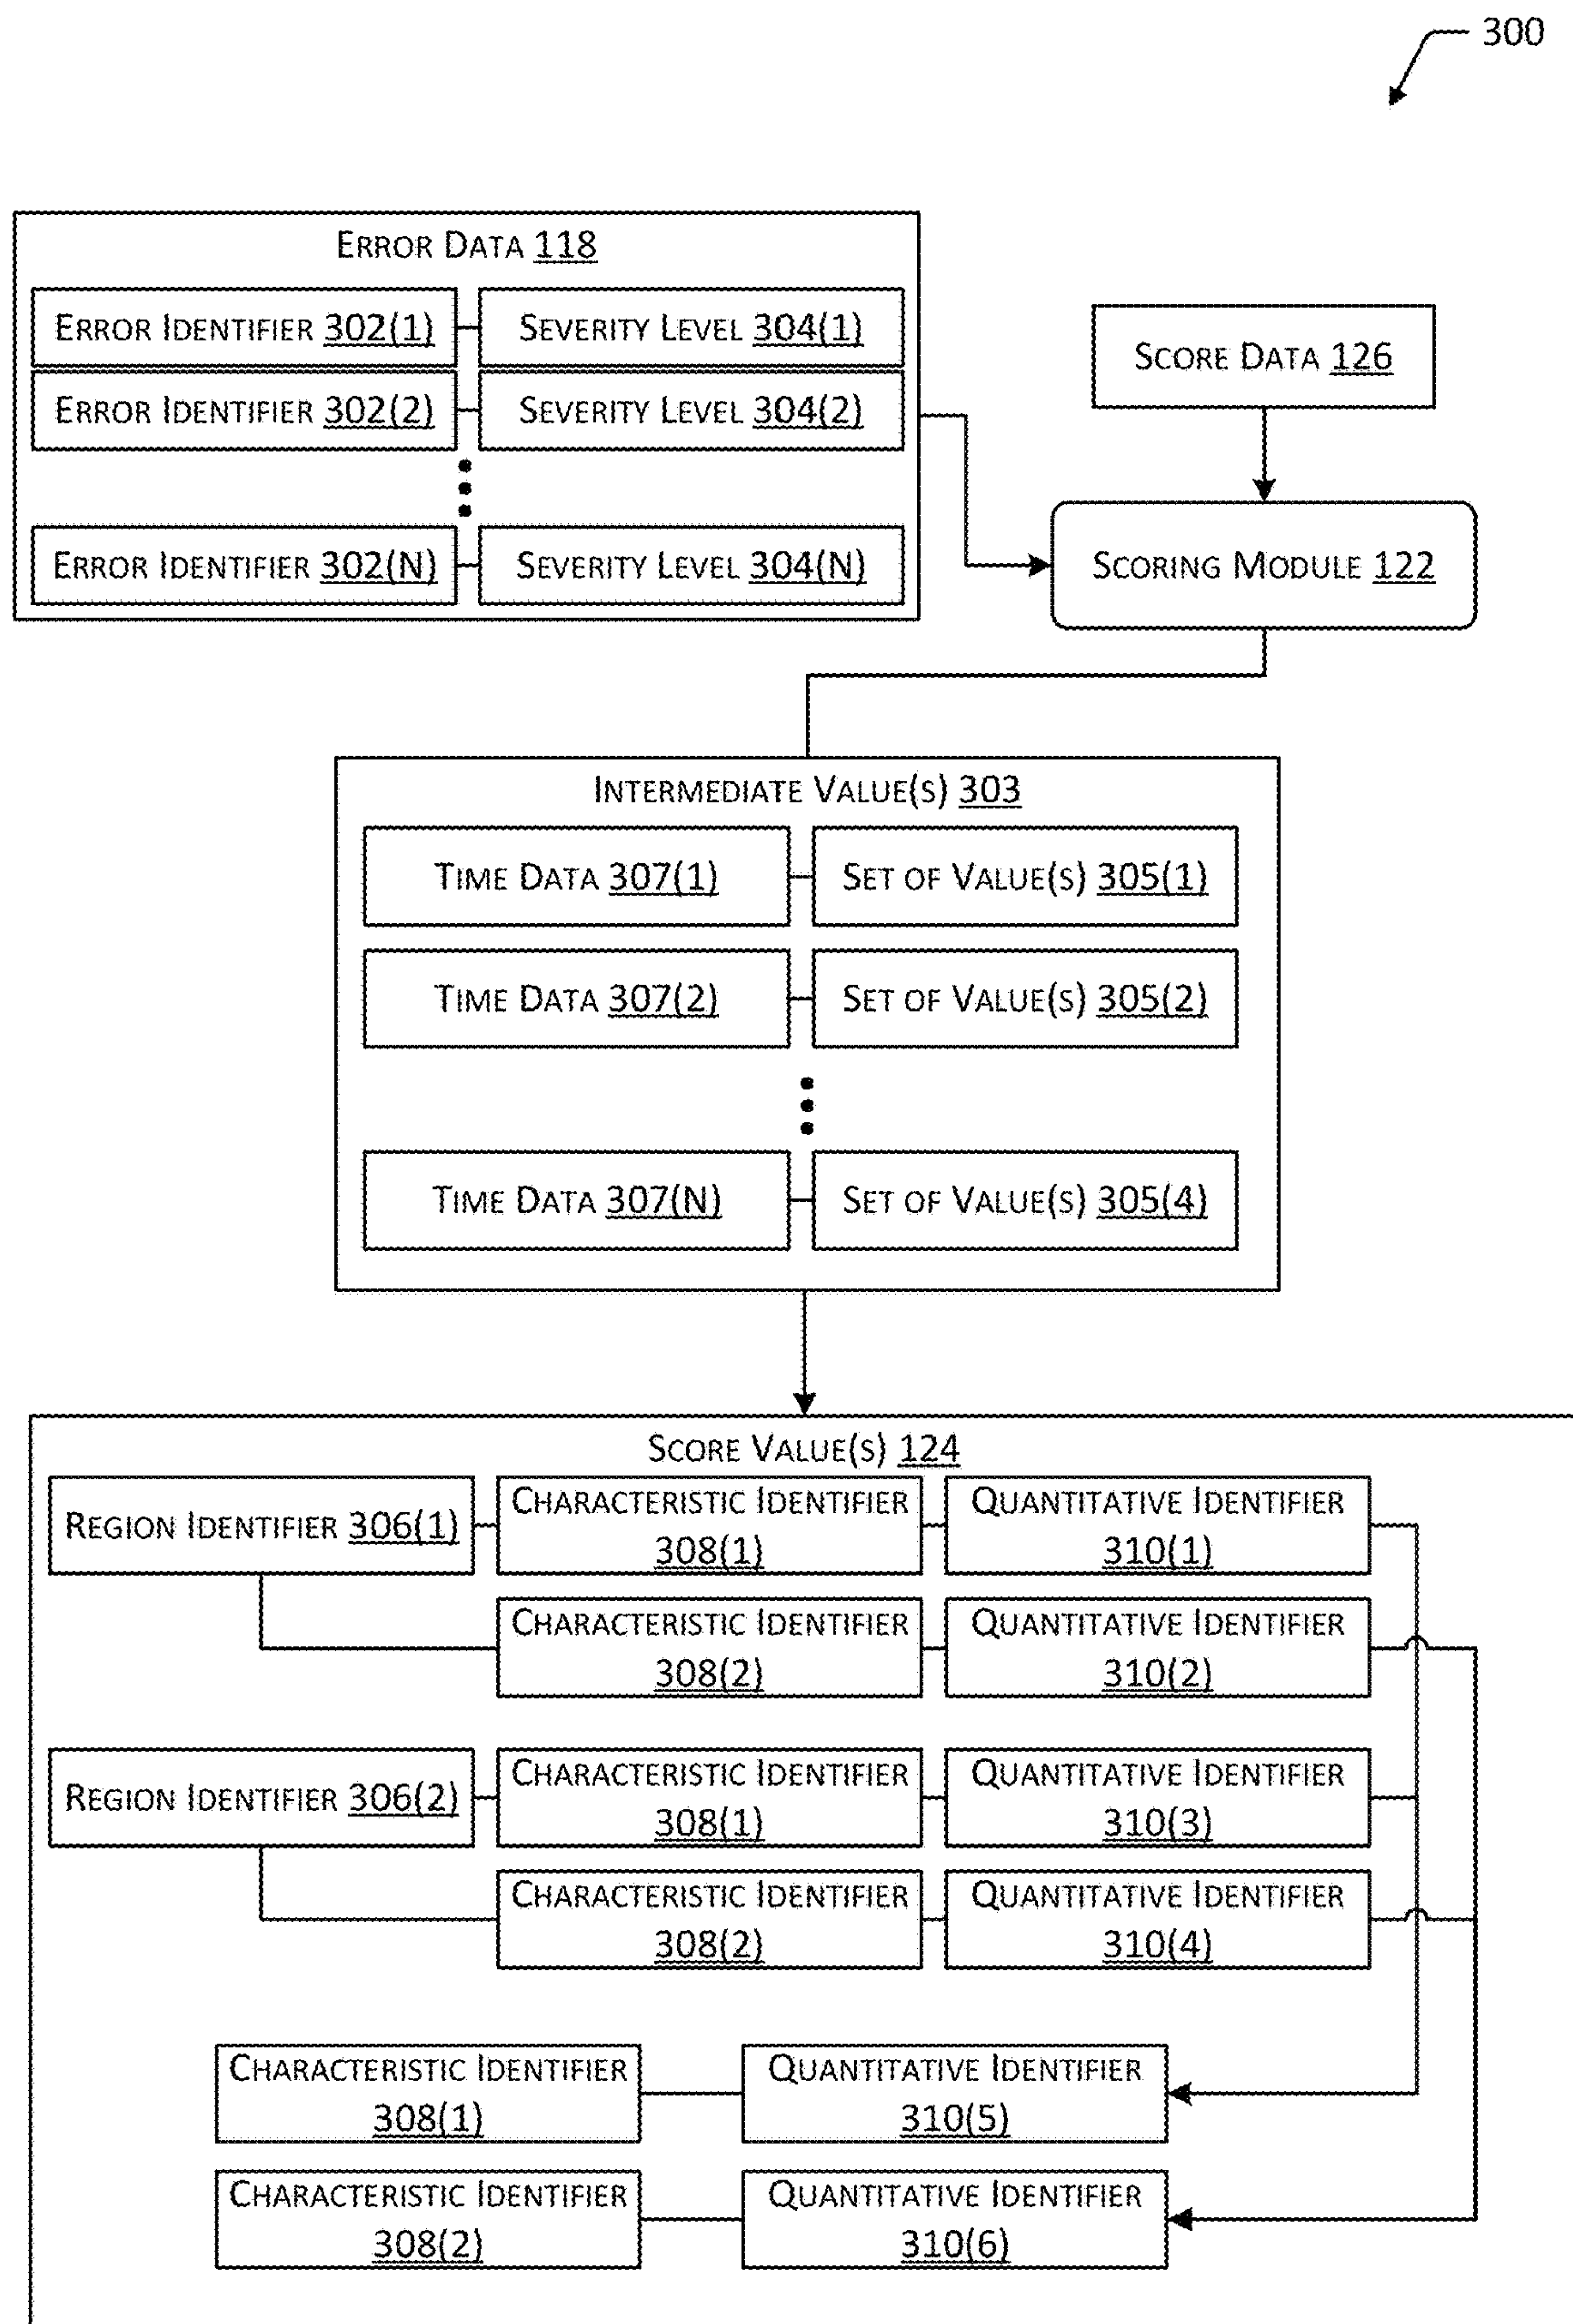 300
ERROR DATA 118
ERROR IDENTIFIER 302(1) SEVERITY LEVEL 304(1)
ERROR IDENTIFIER 302(2) SEVERITY LEVEL 304(2)
ERROR IDENTIFIER 302(N) SEVERITY LEVEL 304(N)
SCORE DATA 126
SCORING MODULE 122
INTERMEDIATE VALUE(S) 303
TIME DATA 307(1) SET OF VALUE(S) 305(1)
TIME DATA 307(2) SET OF VALUE(S) 305(2)
TIME DATA 307(N) SET OF VALUE(S) 305(4)
SCORE VALUE(S) 124
REGION IDENTIFIER 306(1)
CHARACTERISTIC IDENTIFIER
308(1)
QUANTITATIVE IDENTIFIER
310(1)
CHARACTERISTIC IDENTIFIER
308(2)
QUANTITATIVE IDENTIFIER
310(2)
REGION IDENTIFIER 306(2)
CHARACTERISTIC IDENTIFIER
308(1)
QUANTITATIVE IDENTIFIER
310(3)
CHARACTERISTIC IDENTIFIER
308(2)
QUANTITATIVE IDENTIFIER
310(4)
CHARACTERISTIC IDENTIFIER
308(1)
QUANTITATIVE IDENTIFIER
310(5)
CHARACTERISTIC IDENTIFIER
308(2)
QUANTITATIVE IDENTIFIER
310(6)